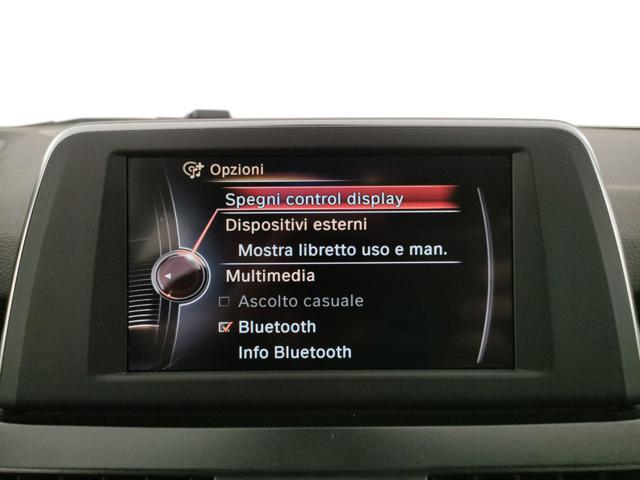 Opzioni
Spegni control display
Dispositivi esterni
Mostra libretto uso e man.
Multimedia
Ascolto casuale
Bluetooth
Info Bluetooth